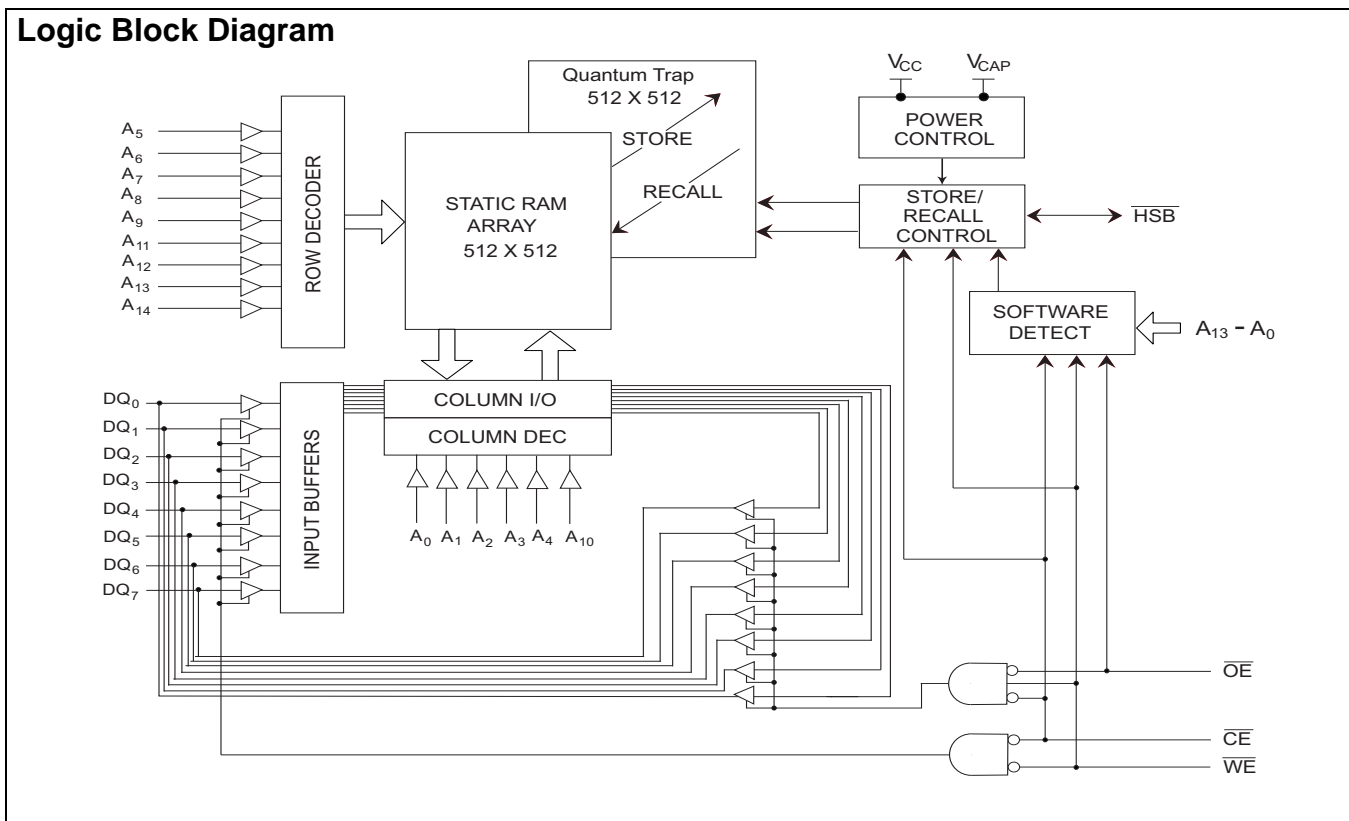 Logic Block Diagram
V_CC
V_CAP
Quantum Trap
512 X 512
POWER
CONTROL
STORE
RECALL
STORE/
RECALL
CONTROL
HSB
A5
A6
A7
A8
A9
A11
A12
A13
A14
ROW DECODER
STATIC RAM
ARRAY
512 X 512
SOFTWARE
DETECT
A13 – A0
DQ0
DQ1
DQ2
DQ3
DQ4
DQ5
DQ6
DQ7
INPUT BUFFERS
COLUMN I/O
COLUMN DEC
A0 A1 A2 A3 A4 A10
OE
CE
WE